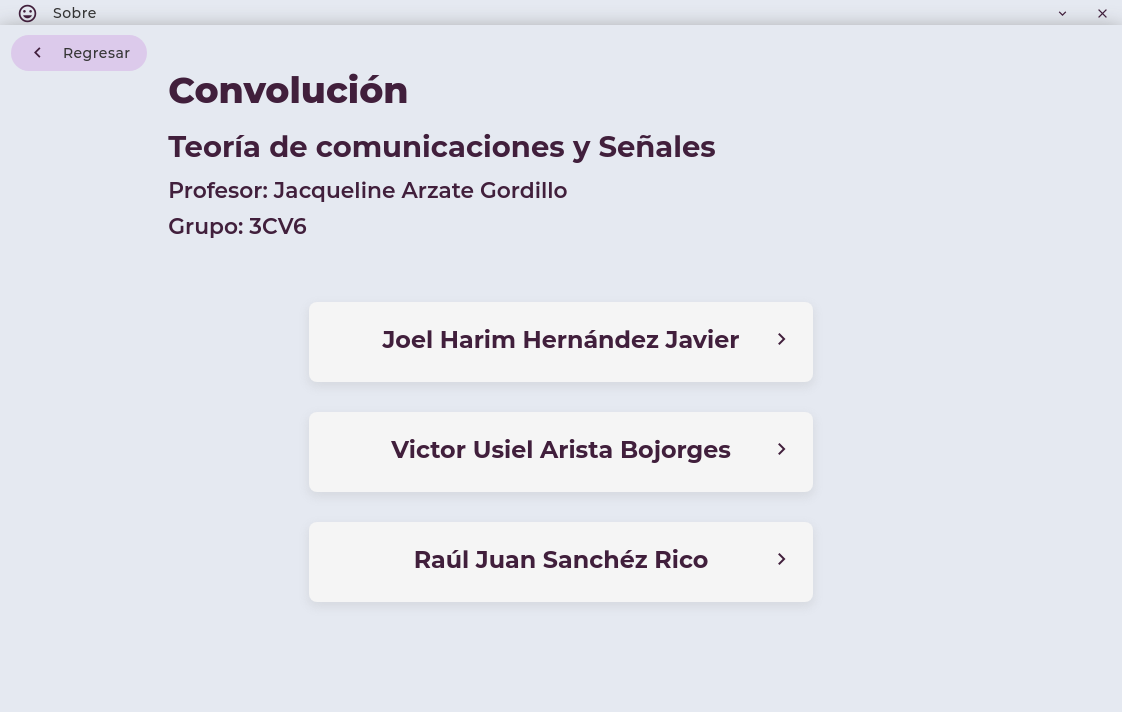 Sobre
Regresar
Convolución
Teoría de comunicaciones y Señales
Profesor: Jacqueline Arzate Gordillo
Grupo: 3CV6
Joel Harim Hernández Javier
Victor Usiel Arista Bojorges
Raúl Juan Sanchéz Rico